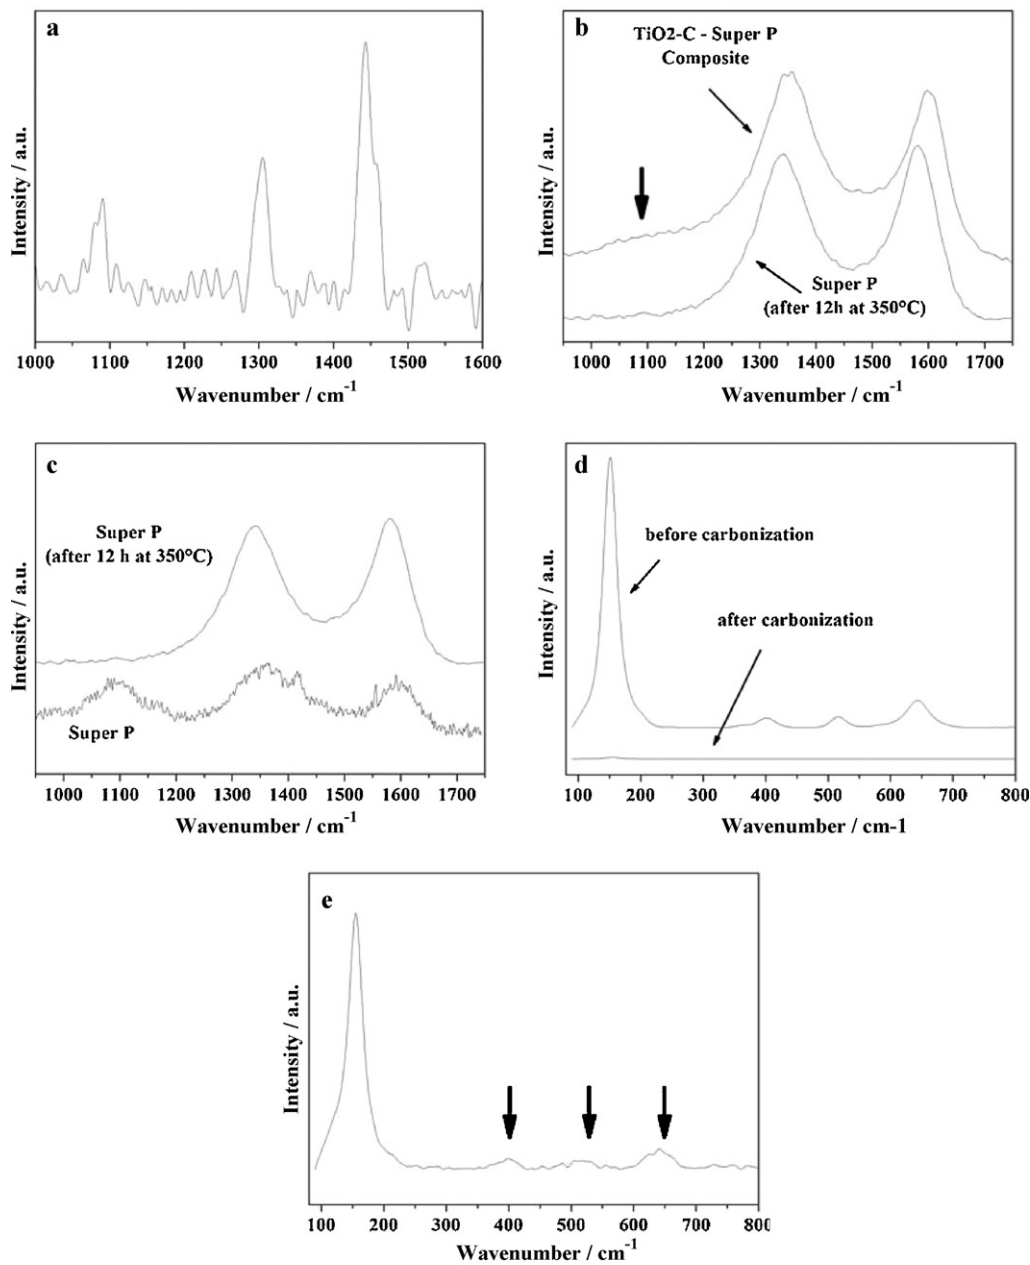 a
Intensity / a.u.
1000 1100 1200 1300 1400 1500 1600
Wavenumber / cm-1
b
TiO2-C - Super P
Composite
Super P
(after 12h at 350°C)
Intensity / a.u.
1000 1100 1200 1300 1400 1500 1600 1700
Wavenumber / cm-1
c
Super P
(after 12 h at 350°C)
Super P
Intensity / a.u.
1000 1100 1200 1300 1400 1500 1600 1700
Wavenumber / cm-1
d
before carbonization
after carbonization
Intensity / a.u.
100 200 300 400 500 600 700 800
Wavenumber / cm-1
e
Intensity / a.u.
100 200 300 400 500 600 700 800
Wavenumber / cm-1